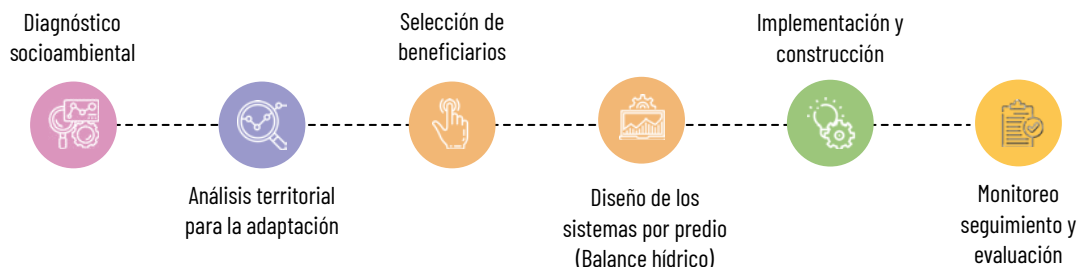 Diagnóstico
socioambiental
Análisis territorial
para la adaptación
Selección de
beneficiarios
Diseño de los
sistemas por predio
(Balance hídrico)
Implementación y
construcción
Monitoreo
seguimiento y
evaluación